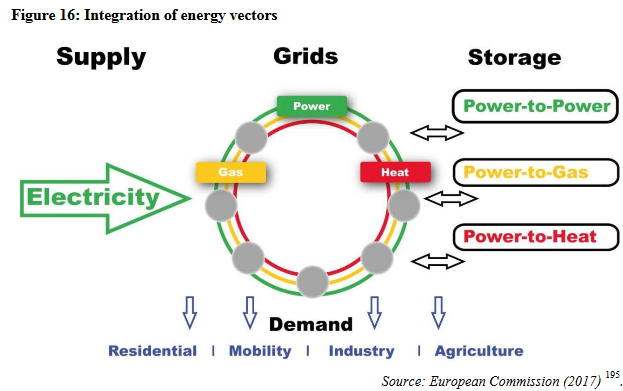 Figure 16: Integration of energy vectors
Supply Grids Storage
Power
Power-to-Power
Gas
Heat
Power-to-Gas
Electricity
Power-to-Heat
Demand
Residential | Mobility | Industry | Agriculture
Source: European Commission (2017) 195.